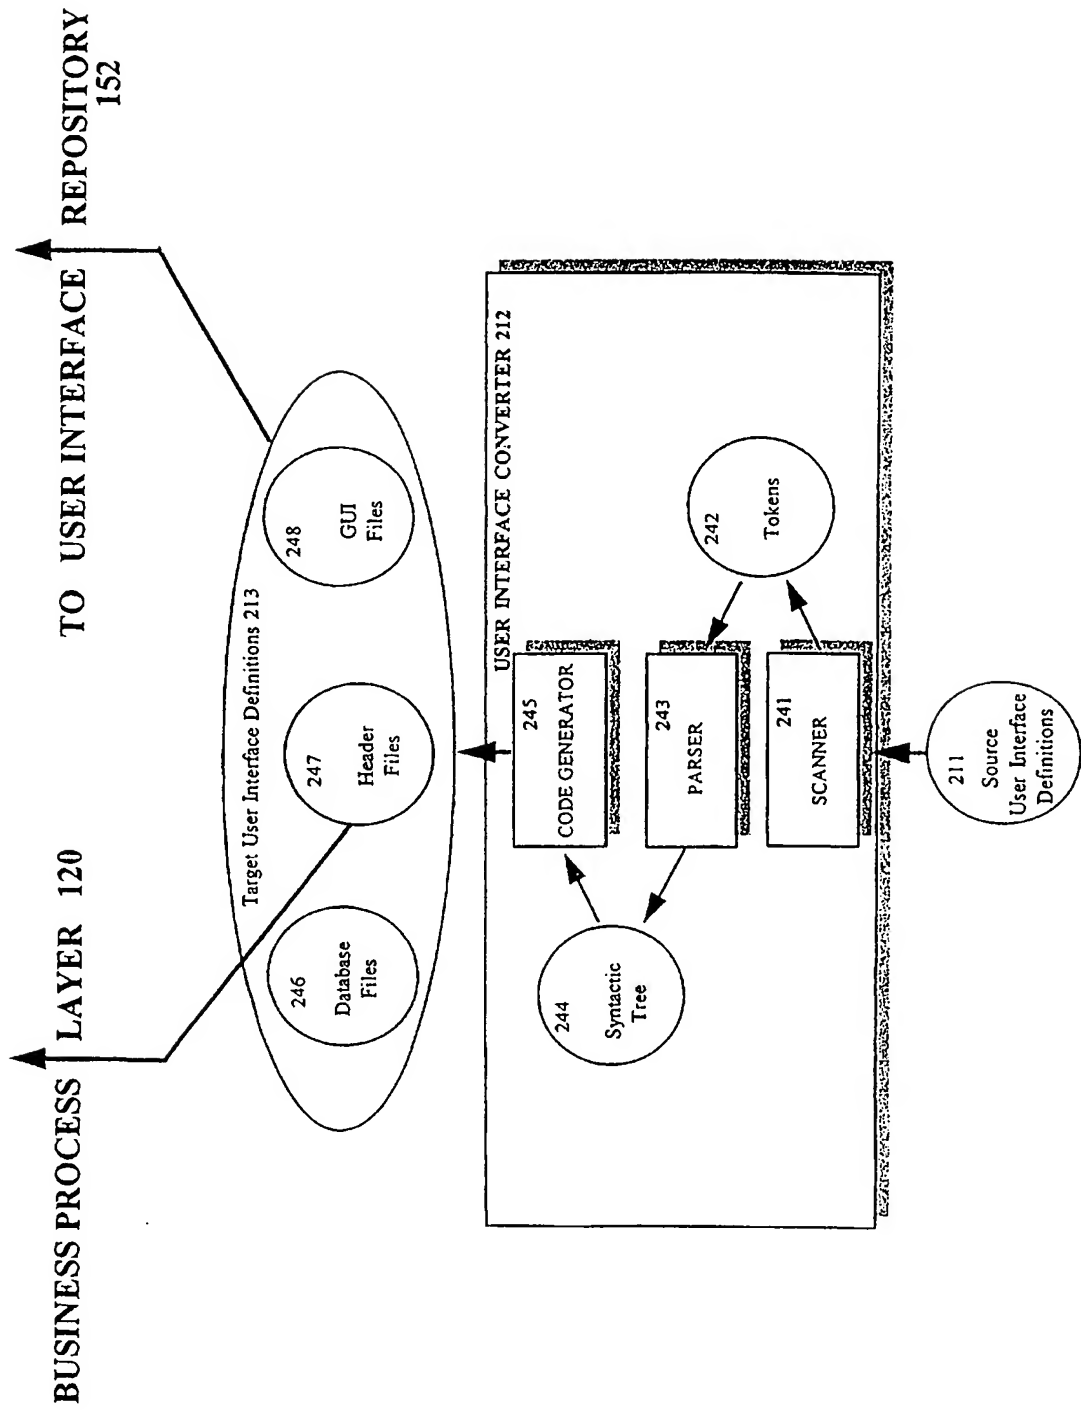 BUSINESS PROCESS LAYER 120
TO USER INTERFACE REPOSITORY
152
Target User Interface Definitions 213
246
Database
Files
247
Header
Files
248
GUI
Files
USER INTERFACE CONVERTER 212
245
CODE GENERATOR
244
Syntactic
Tree
243
PARSER
242
Tokens
241
SCANNER
211
Source
User Interface
Definitions